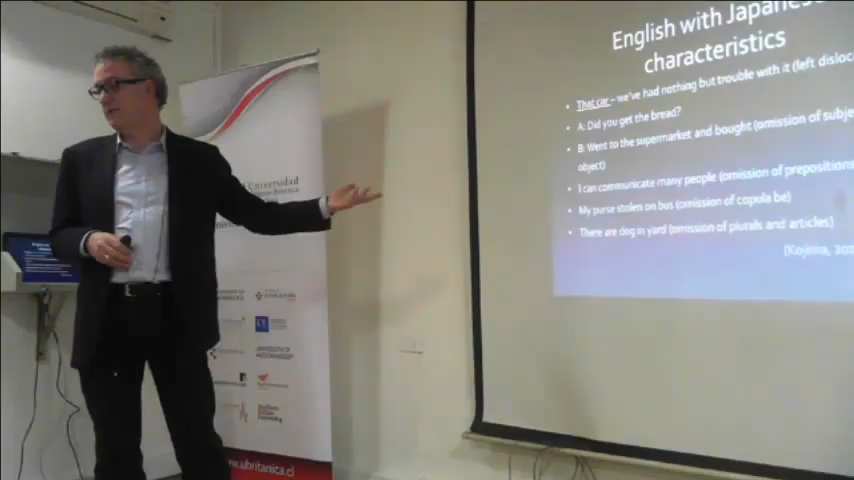 English with Japanes
characteristics
• That car – we've had nothing but trouble with it (left disloc
• A: Did you get the bread?
• B: Went to the supermarket and bought (omission of subje
object)
• I can communicate many people (omission of prepositions
• My purse stolen on bus (omission of copula be)
• There are dog in yard (omission of plurals and articles)
(Kojima, 200
Universidad
www.ubritanica.cl